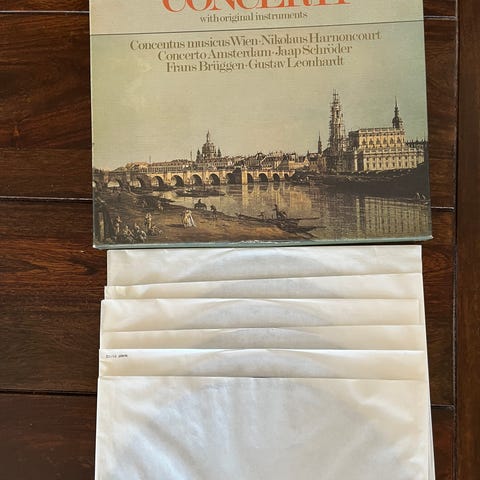 CONCERTI
with original instruments
Concentus musicus Wien·Nikolaus Harnoncourt
Concerto Amsterdam·Jaap Schröder
Frans Brüggen·Gustav Leonhardt